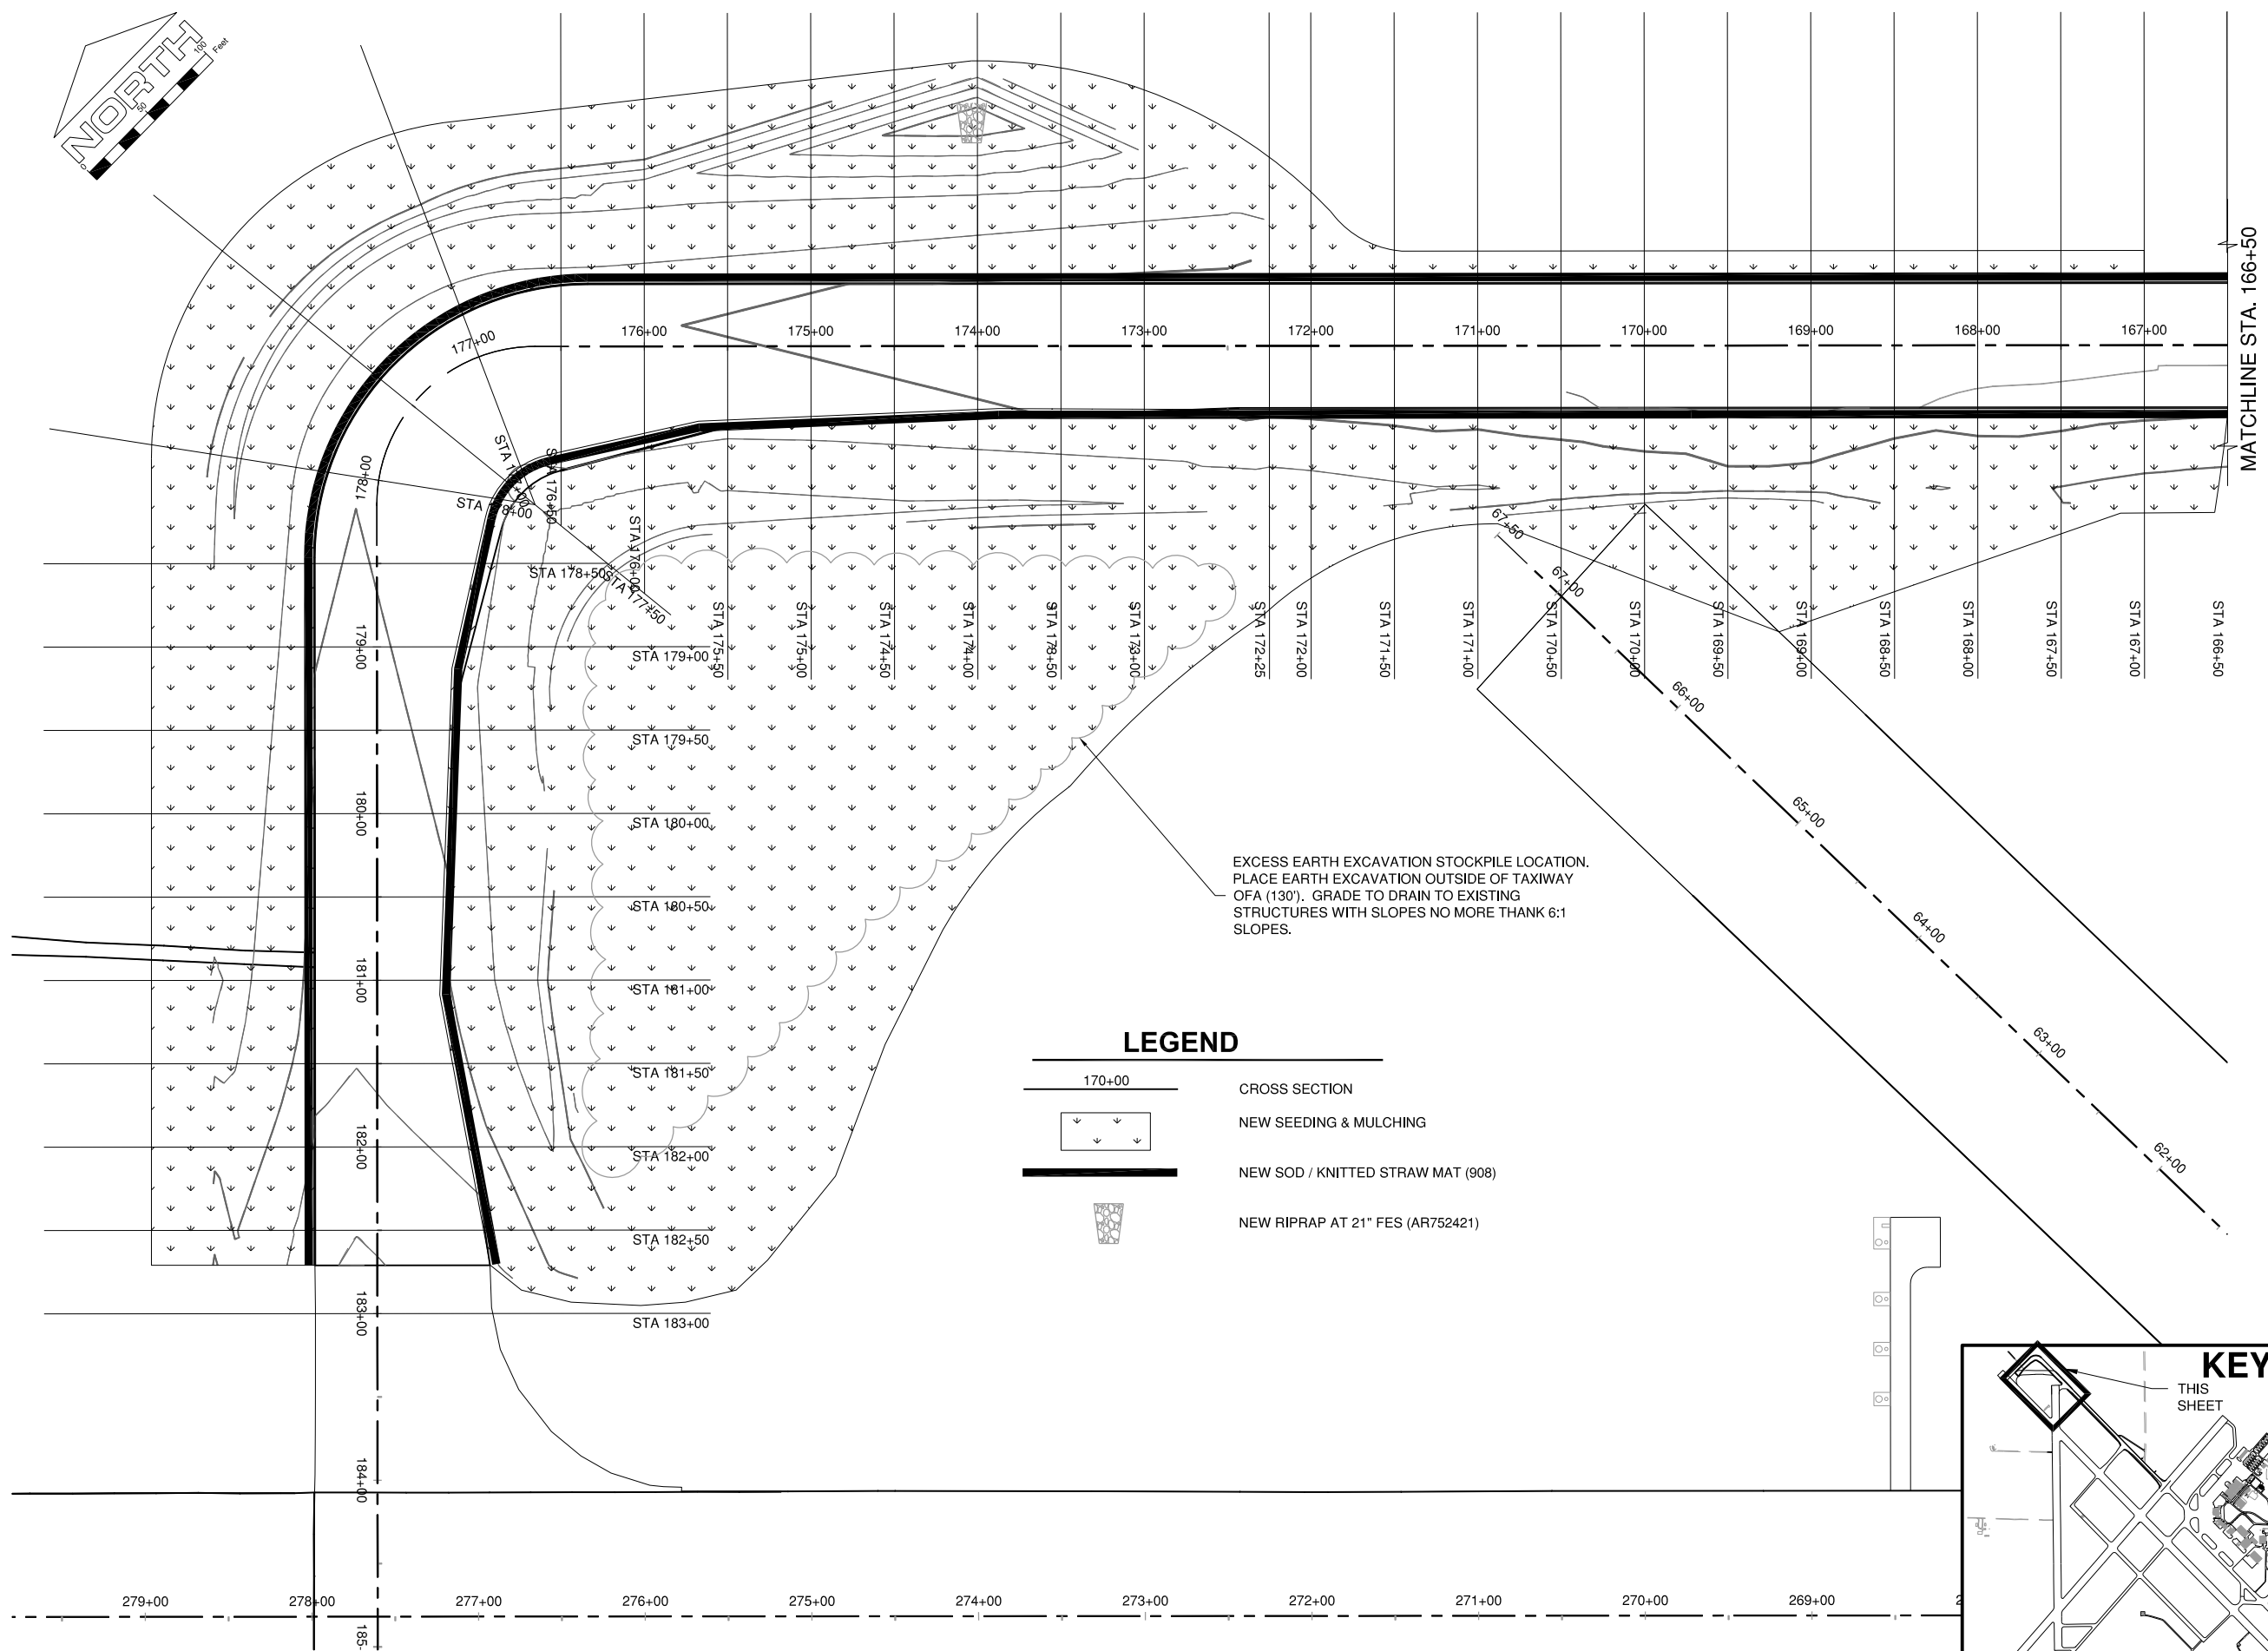 NORTH
0
50
100
Feet
MATCHLINE STA. 166+50
176+00
175+00
174+00
173+00
172+00
171+00
170+00
169+00
168+00
167+00
177+00
178+00
179+00
180+00
181+00
182+00
183+00
184+00
185-
STA 176+50
STA 178+00
STA 176+00
STA 178+50
STA 177+50
STA 175+50
STA 175+00
STA 174+50
STA 174+00
STA 173+50
STA 173+00
STA 172+25
STA 172+00
STA 171+50
STA 171+00
STA 170+50
STA 170+00
STA 169+50
STA 169+00
STA 168+50
STA 168+00
STA 167+50
STA 167+00
STA 166+50
STA 179+00
STA 179+50
STA 180+00
STA 180+50
STA 181+00
STA 181+50
STA 182+00
STA 182+50
STA 183+00
67+50
67+00
66+00
65+00
64+00
63+00
62+00
EXCESS EARTH EXCAVATION STOCKPILE LOCATION.
PLACE EARTH EXCAVATION OUTSIDE OF TAXIWAY
OFA (130'). GRADE TO DRAIN TO EXISTING
STRUCTURES WITH SLOPES NO MORE THANK 6:1
SLOPES.
LEGEND
170+00
CROSS SECTION
NEW SEEDING & MULCHING
NEW SOD / KNITTED STRAW MAT (908)
NEW RIPRAP AT 21" FES (AR752421)
KEY
THIS
SHEET
279+00
278+00
277+00
276+00
275+00
274+00
273+00
272+00
271+00
270+00
269+00
2